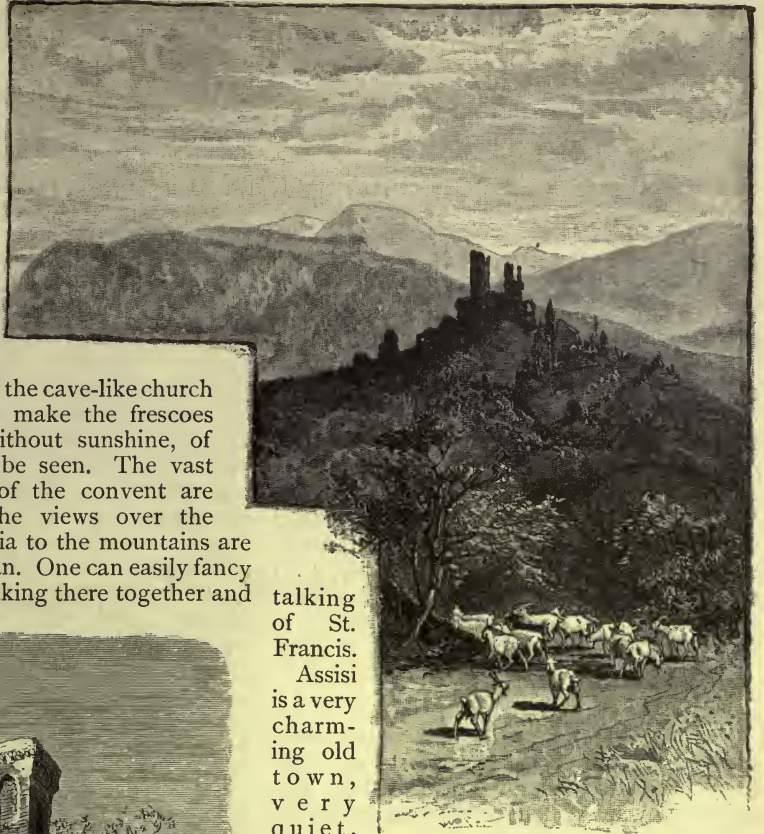 the cave-like church
make the frescoes
ithout sunshine, of
be seen. The vast
of the convent are
he views over the
ia to the mountains are
n. One can easily fancy
king there together and
talking
of St.
Francis.
Assisi
is a very
charm-
ing old
town,
very
quiet,